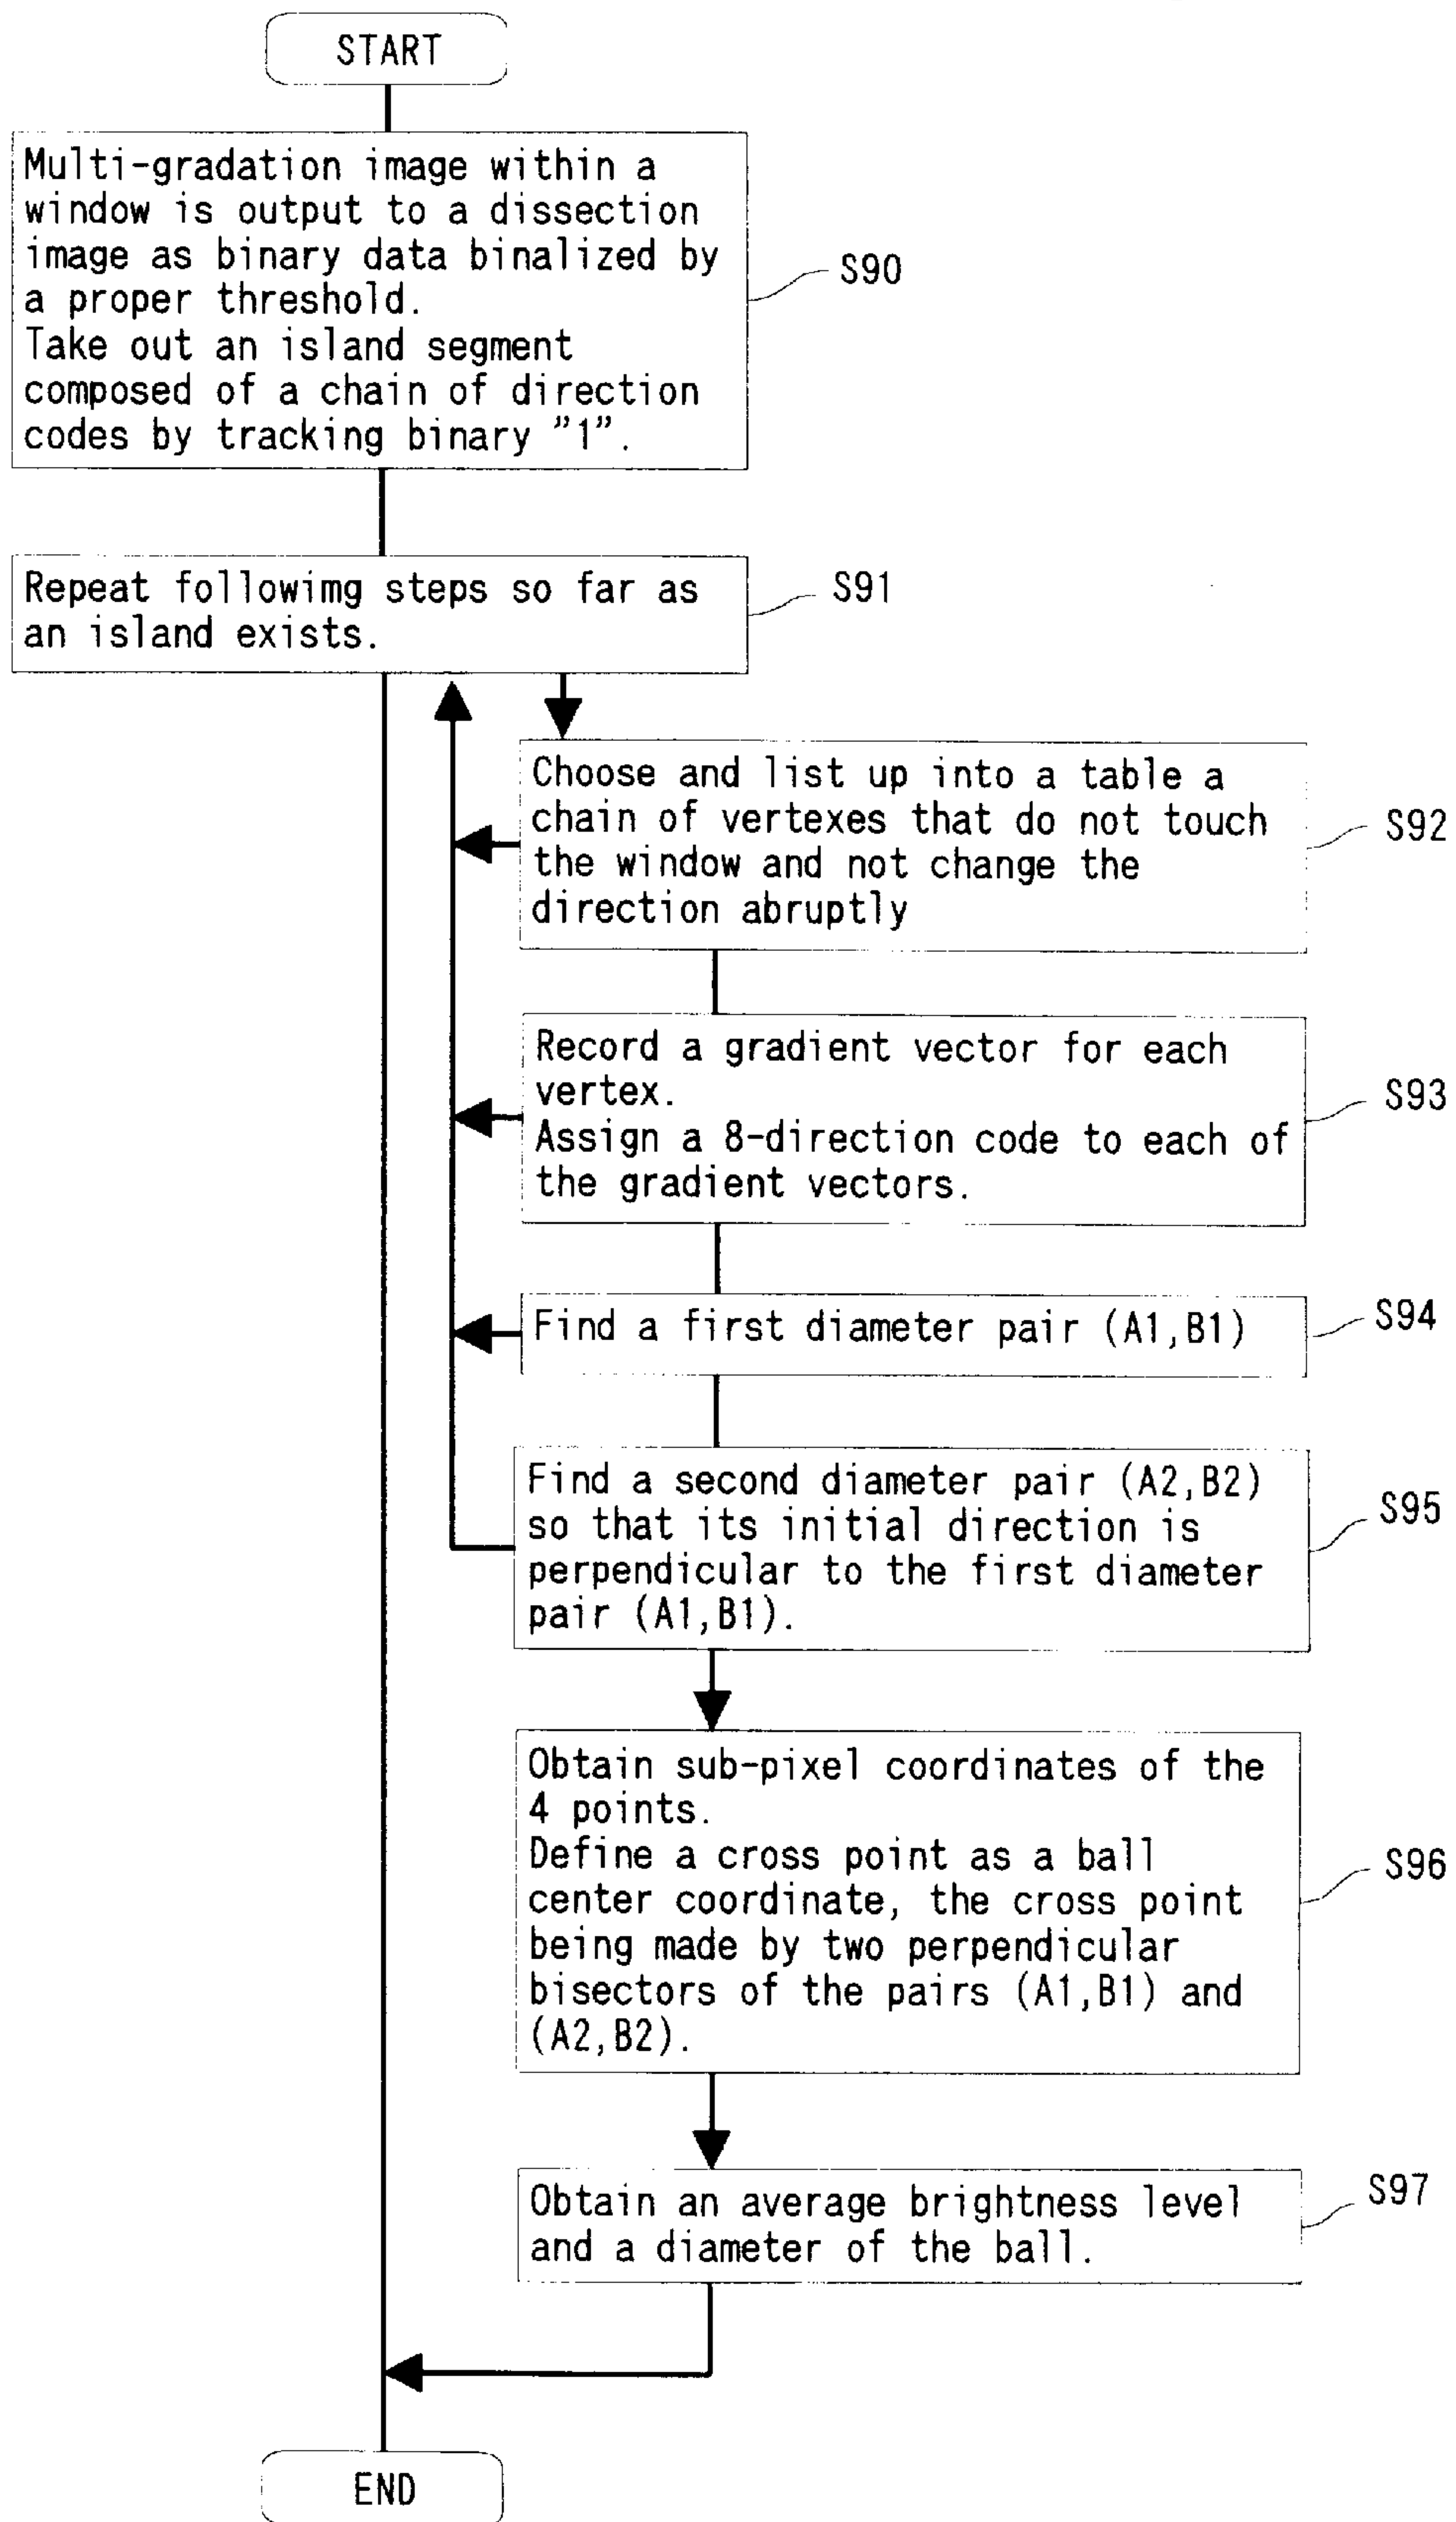 START
Multi-gradation image within a
window is output to a dissection
image as binary data binalized by
a proper threshold.
Take out an island segment
composed of a chain of direction
codes by tracking binary ”1”.
S90
Repeat followimg steps so far as
an island exists.
S91
Choose and list up into a table a
chain of vertexes that do not touch
the window and not change the
direction abruptly
S92
Record a gradient vector for each
vertex.
Assign a 8-direction code to each of
the gradient vectors.
S93
Find a first diameter pair (A1,B1)
S94
Find a second diameter pair (A2,B2)
so that its initial direction is
perpendicular to the first diameter
pair (A1,B1).
S95
Obtain sub-pixel coordinates of the
4 points.
Define a cross point as a ball
center coordinate, the cross point
being made by two perpendicular
bisectors of the pairs (A1,B1) and
(A2,B2).
S96
Obtain an average brightness level
and a diameter of the ball.
S97
END